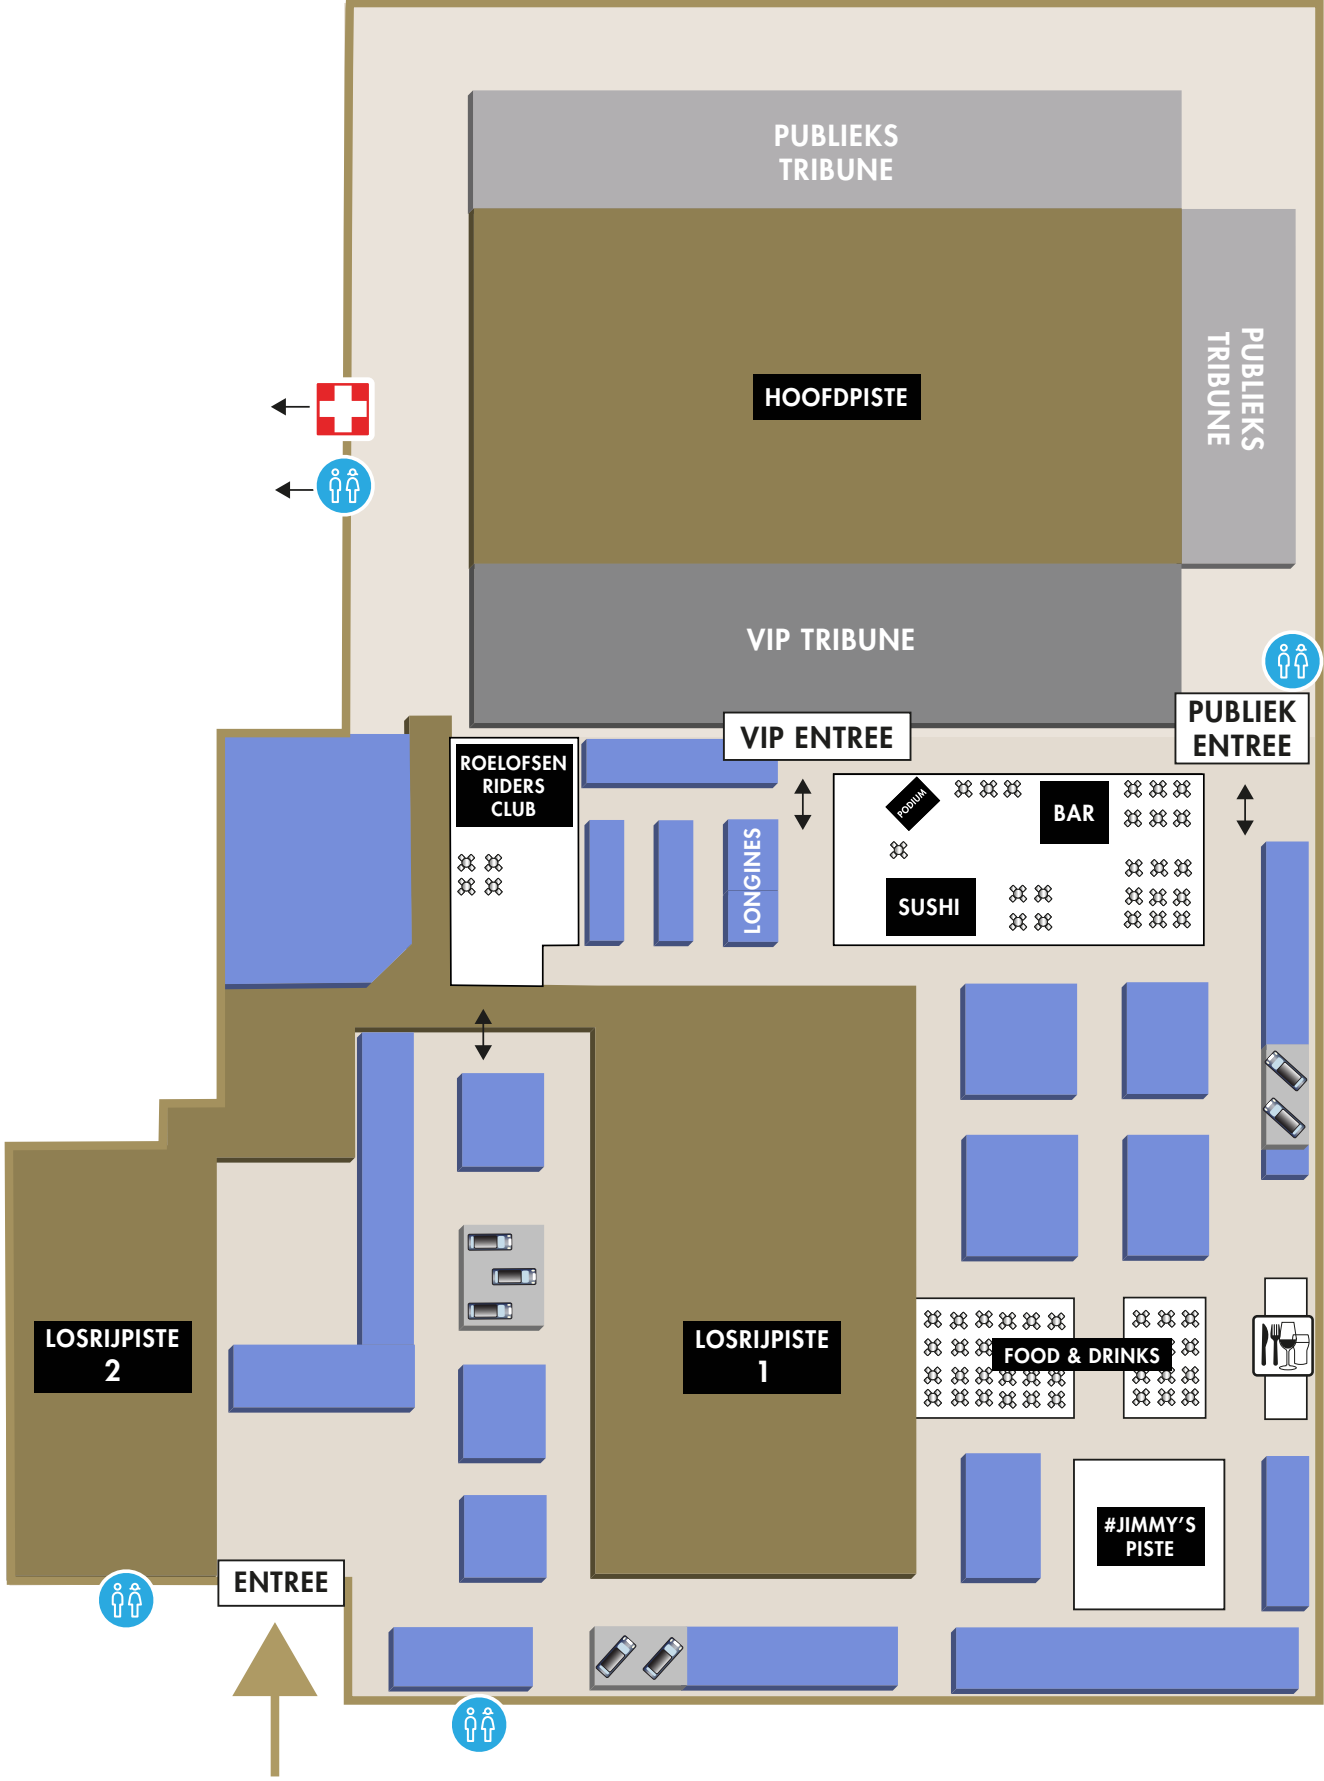 PUBLIEKS
TRIBUNE
PUBLIEKS
TRIBUNE
HOOFDPISTE
VIP TRIBUNE
VIP ENTREE
PUBLIEK
ENTREE
ROELOFSEN
RIDERS
CLUB
PODIUM
BAR
LONGINES
SUSHI
LOSRIJPISTE
2
LOSRIJPISTE
1
FOOD & DRINKS
#JIMMY'S
PISTE
ENTREE